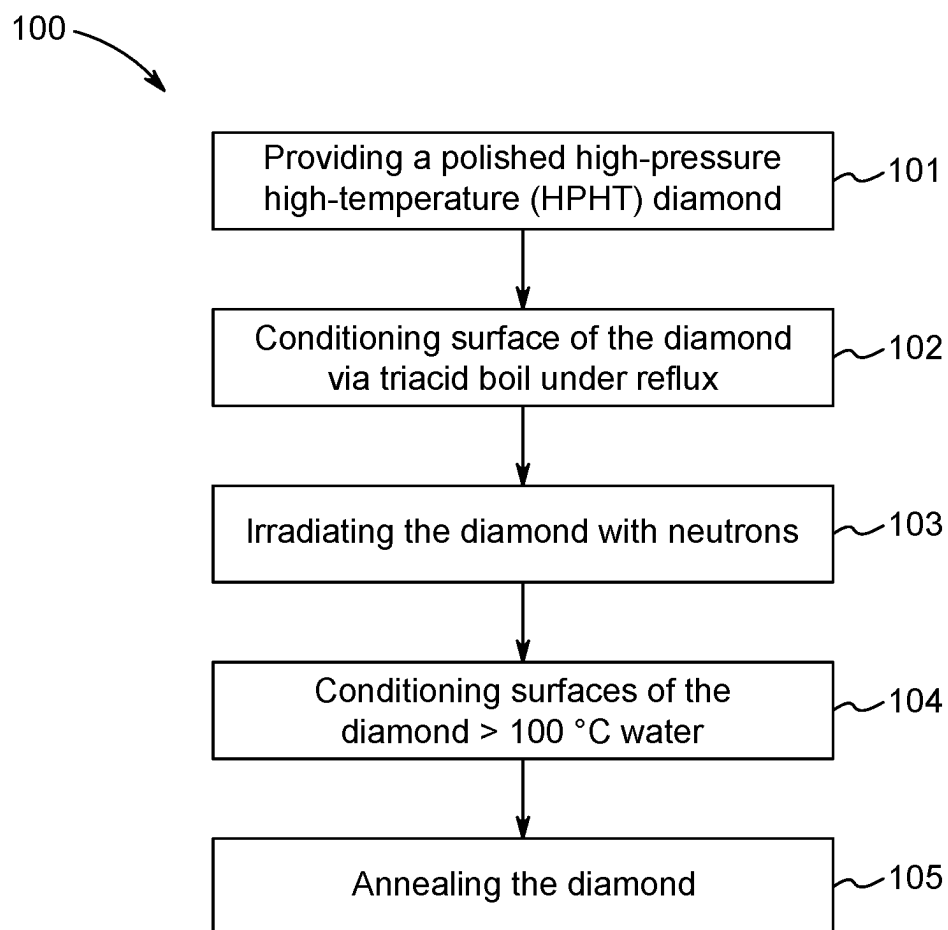 100
Providing a polished high-pressure
high-temperature (HPHT) diamond
101
Conditioning surface of the diamond
via triacid boil under reflux
102
Irradiating the diamond with neutrons
103
Conditioning surfaces of the
diamond > 100 °C water
104
Annealing the diamond
105